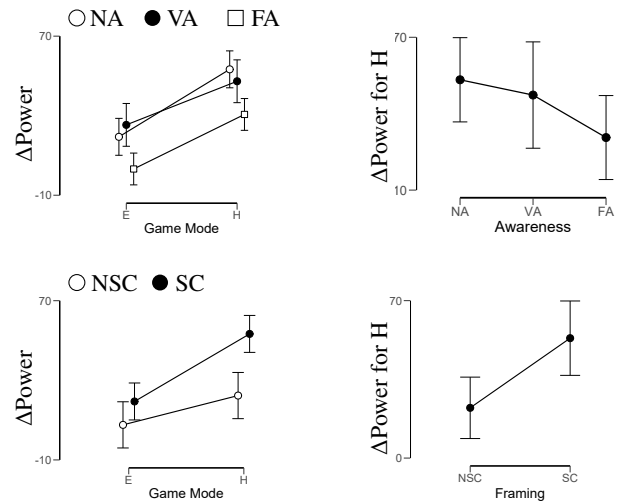 NA VA FA
70
ΔPower
-10
E H
Game Mode
70
ΔPower for H
10
NA VA FA
Awareness
NSC SC
70
ΔPower
-10
E H
Game Mode
70
ΔPower for H
0
NSC SC
Framing